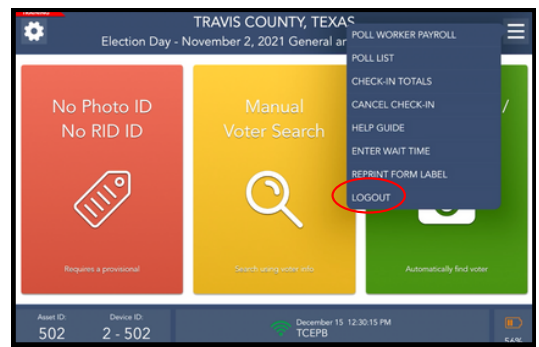 TRAINING
TRAVIS COUNTY, TEXAS
Election Day - November 2, 2021 General an
POLL WORKER PAYROLL
POLL LIST
CHECK-IN TOTALS
CANCEL CHECK-IN
HELP GUIDE
ENTER WAIT TIME
REPRINT FORM LABEL
LOGOUT
No Photo ID
No RID ID
Requires a provisional
Manual
Voter Search
Search using voter info
/
Automatically find voter
Asset ID:
502
Device ID:
2 - 502
December 15 12:30:15 PM
TCEPB
56%